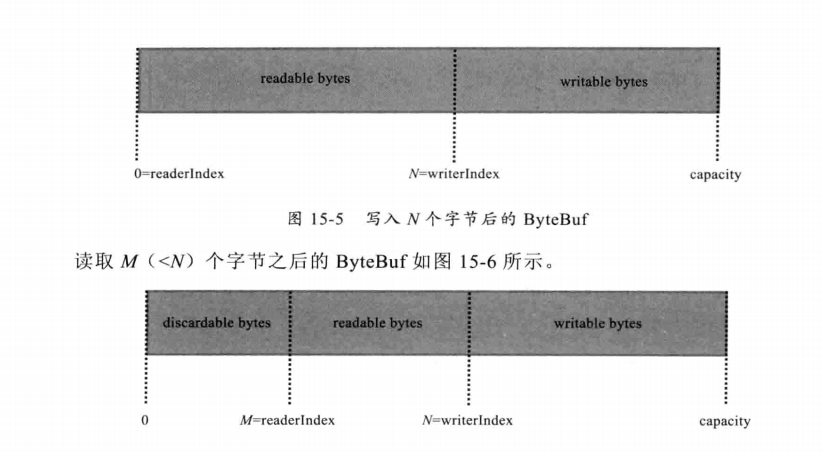 readable bytes writable bytes
0=readerIndex N=writerIndex capacity
图 15-5 写入 N 个字节后的 ByteBuf
读取 M（<N）个字节之后的 ByteBuf 如图 15-6 所示。
discardable bytes readable bytes writable bytes
0 M=readerIndex N=writerIndex capacity